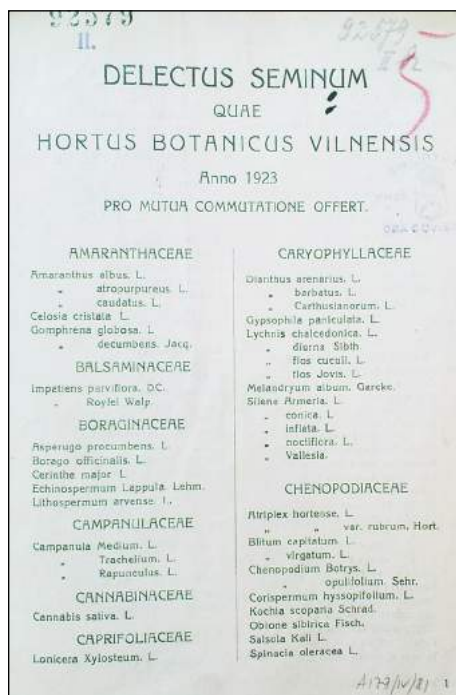 92579
II.
92579
II
DELECTUS SEMINUM
QUAE
HORTUS BOTANICUS VILNENSIS
Anno 1923
PRO MUTUA COMMUTATIONE OFFERT.
AMARANTHACEAE
Amaranthus albus. L.
„ atropurpureus. L.
„ caudatus. L.
Celosia cristata L.
Gomphrena globosa. L
„ decumbens. Jacq.
BALSAMINACEAE
Impatiens parviflora. D.C.
„ Roylei Walp.
BORAGINACEAE
Asperugo procumbens. L.
Borago officinalis. L.
Cerinthe major L
Echinospermum Lappula. Lehm.
Lithospermum arvense. L.
CAMPANULACEAE
Campanula Medium. L.
„ Trachelium. L.
„ Rapunculus. L.
CANNABINACEAE
Cannabis sativa. L.
CAPRIFOLIACEAE
Lonicera Xylosteum. L.
CARYOPHYLLACEAE
Dianthus arenarius. L.
„ barbatus. L.
„ Carthusianorum. L.
Gypsophila paniculata. L.
Lychnis chalcedonica. L.
„ diurna Sibth.
„ flos cuculi. L.
„ flos Jovis. L.
Melandryum album. Garcke.
Silene Armeria. L.
„ conica. L
„ inflata. L.
„ noctiflora. L.
„ Vallesia.
CHENOPODIACEAE
Atriplex hortense. L.
„ „ var. rubrum, Hort.
Blitum capitatum. L.
„ virgatum. L.
Chenopodium Botrys. L.
„ opulifolium. Sehr.
Corispermum hyssopifolium. L.
Kochia scoparia Schrad.
Obione sibirica Fisch.
Salsola Kali L.
Spinacia oleracea L.
1